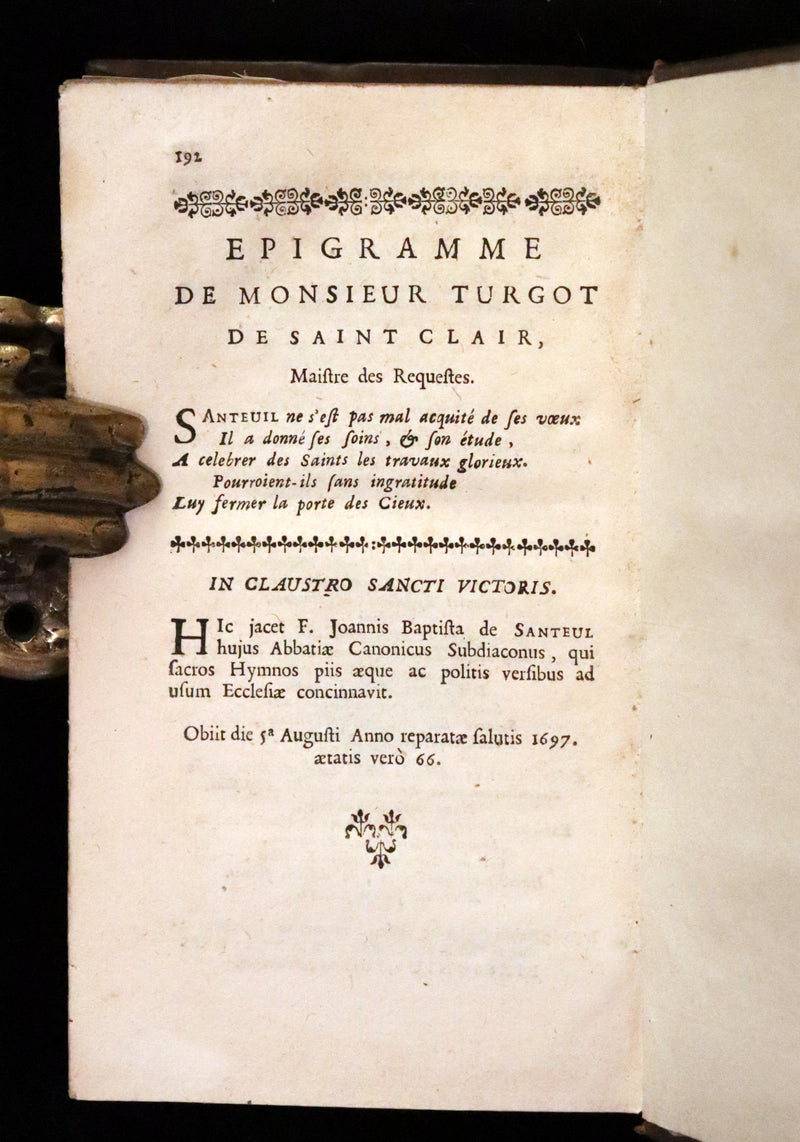 192
EPIGRAMME
DE MONSIEUR TURGOT
DE SAINT CLAIR,
Maiſtre des Requeſtes.
SANTEUIL ne s'eſt pas mal acquité de ſes vœux
Il a donné ſes ſoins, & ſon étude,
A celebrer des Saints les travaux glorieux.
Pourroient-ils ſans ingratitude
Luy fermer la porte des Cieux.
IN CLAUSTRO SANCTI VICTORIS.
HIc jacet F. Joannis Baptiſta de SANTEUL
hujus Abbatiæ Canonicus Subdiaconus, qui
ſacros Hymnos piis æque ac politis verſibus ad
uſum Eccleſiæ concinnavit.
Obiit die 5ª Auguſti Anno reparatæ ſalutis 1697.
ætatis verò 66.